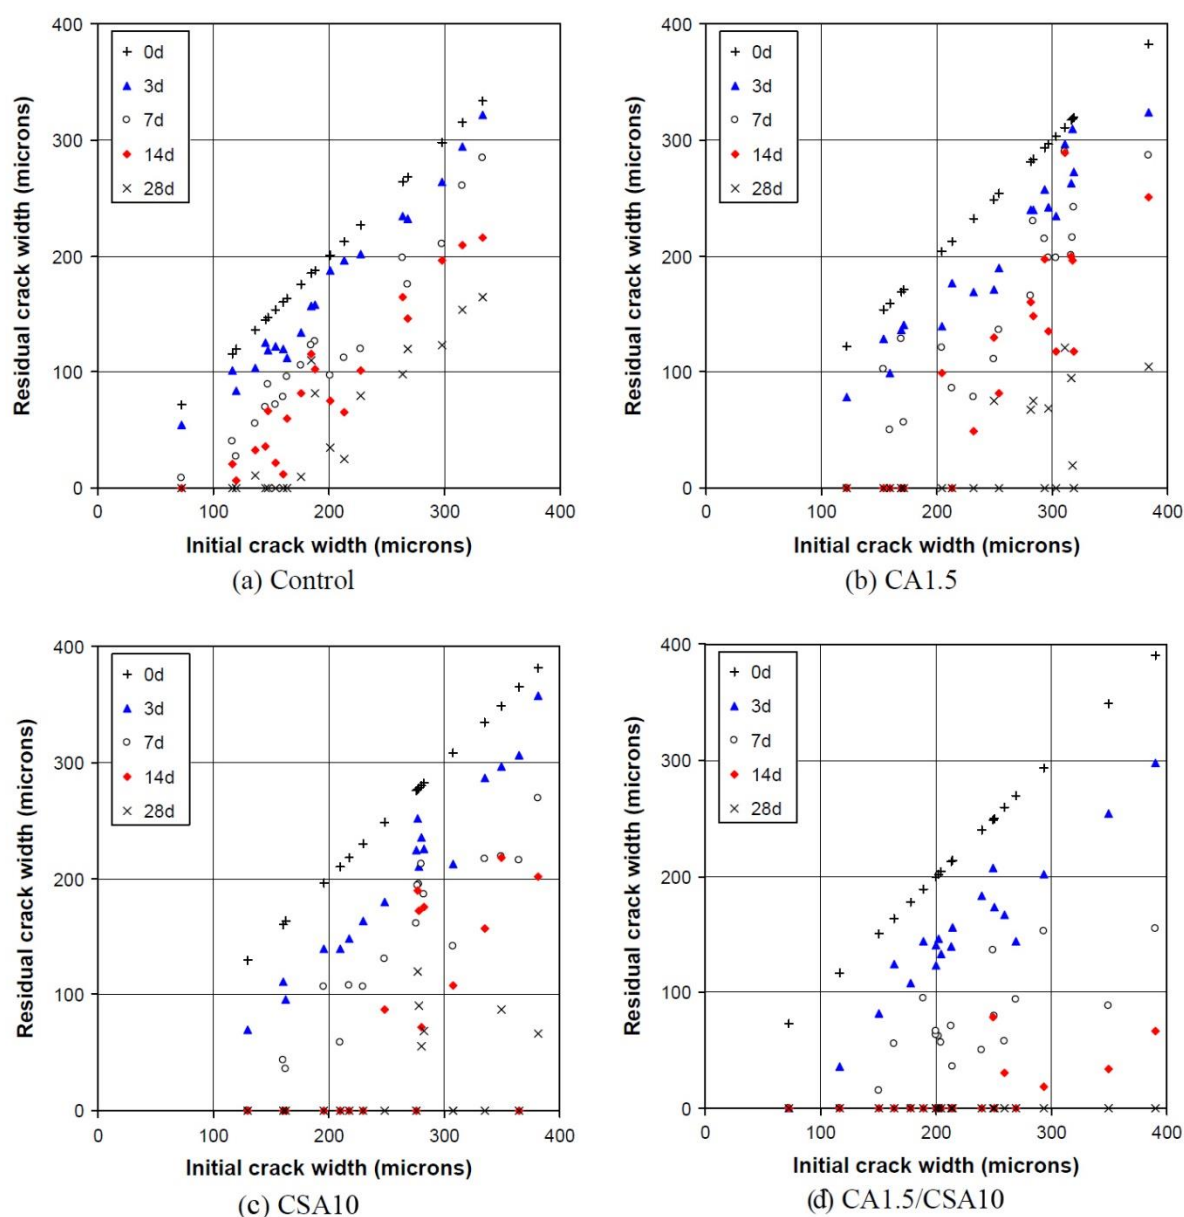 400
300
200
100
0
Residual crack width (microns)
0d
3d
7d
14d
28d
0 100 200 300 400
Initial crack width (microns)
(a) Control
400
300
200
100
0
Residual crack width (microns)
0d
3d
7d
14d
28d
0 100 200 300 400
Initial crack width (microns)
(b) CA1.5
400
300
200
100
0
Residual crack width (microns)
0d
3d
7d
14d
28d
0 100 200 300 400
Initial crack width (microns)
(c) CSA10
400
300
200
100
0
Residual crack width (microns)
0d
3d
7d
14d
28d
0 100 200 300 400
Initial crack width (microns)
(d) CA1.5/CSA10